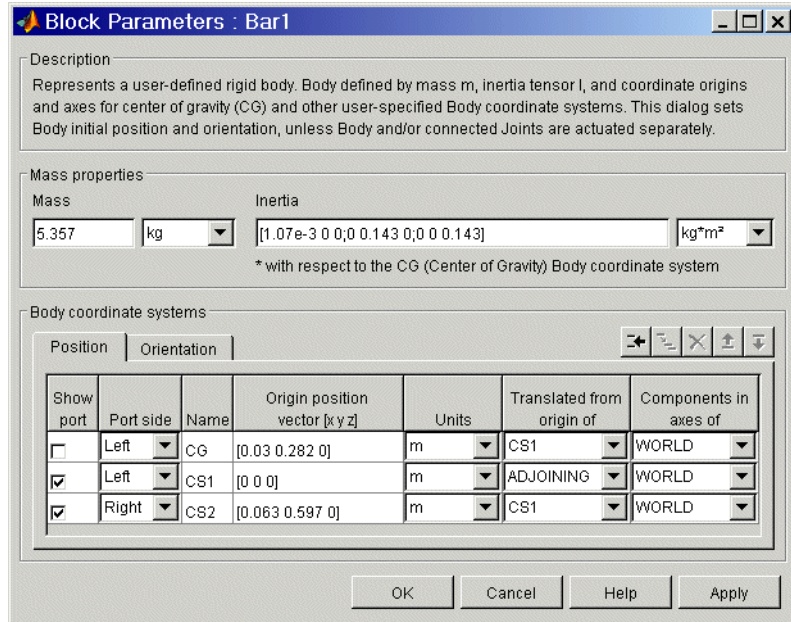 Block Parameters : Bar1
Description
Represents a user-defined rigid body. Body defined by mass m, inertia tensor I, and coordinate origins
and axes for center of gravity (CG) and other user-specified Body coordinate systems. This dialog sets
Body initial position and orientation, unless Body and/or connected Joints are actuated separately.
Mass properties
Mass Inertia
5.357 kg [1.07e-3 0 0;0 0.143 0;0 0 0.143] kg*m²
* with respect to the CG (Center of Gravity) Body coordinate system
Body coordinate systems
Position Orientation
Show Origin position Translated from Components in
port Port side Name vector [x y z] Units origin of axes of
Left CG [0.03 0.282 0] m CS1 WORLD
Left CS1 [0 0 0] m ADJOINING WORLD
Right CS2 [0.063 0.597 0] m CS1 WORLD
OK Cancel Help Apply